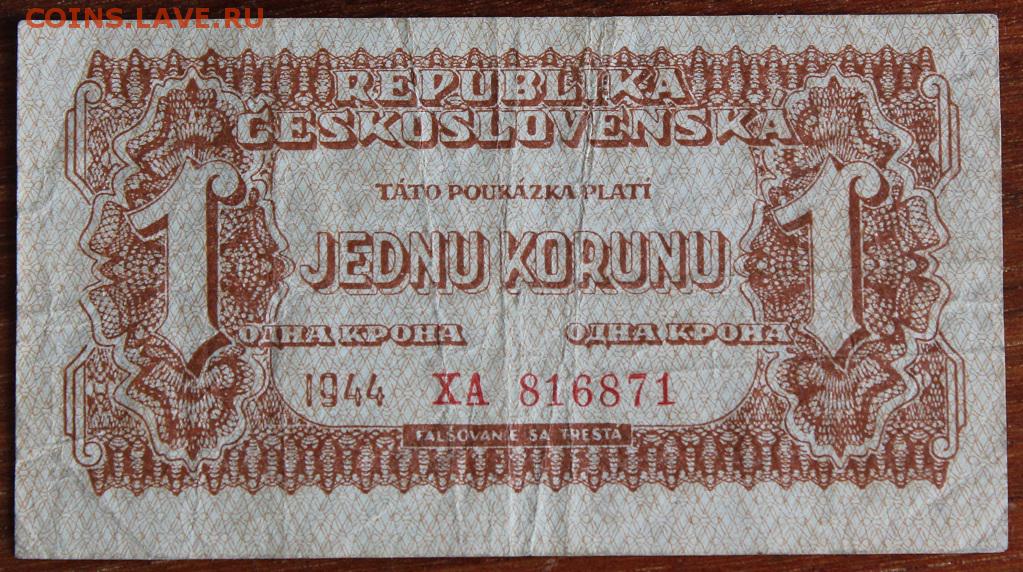 COINS.LAVE.RU
REPUBLIKA
ČESKOSLOVENSKÁ
TÁTO POUKÁZKA PLATÍ
1 JEDNU KORUNU 1
ОДНА КРОНА ОДНА КРОНА
1944 XA 816871
FALŠOVANIE SA TRESTÁ